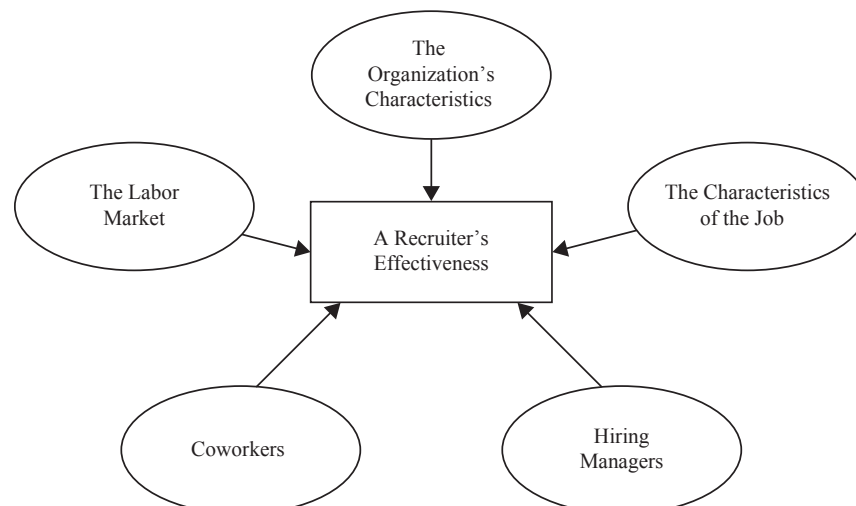 The
Organization’s
Characteristics
The Labor
Market
A Recruiter’s
Effectiveness
The Characteristics
of the Job
Coworkers
Hiring
Managers